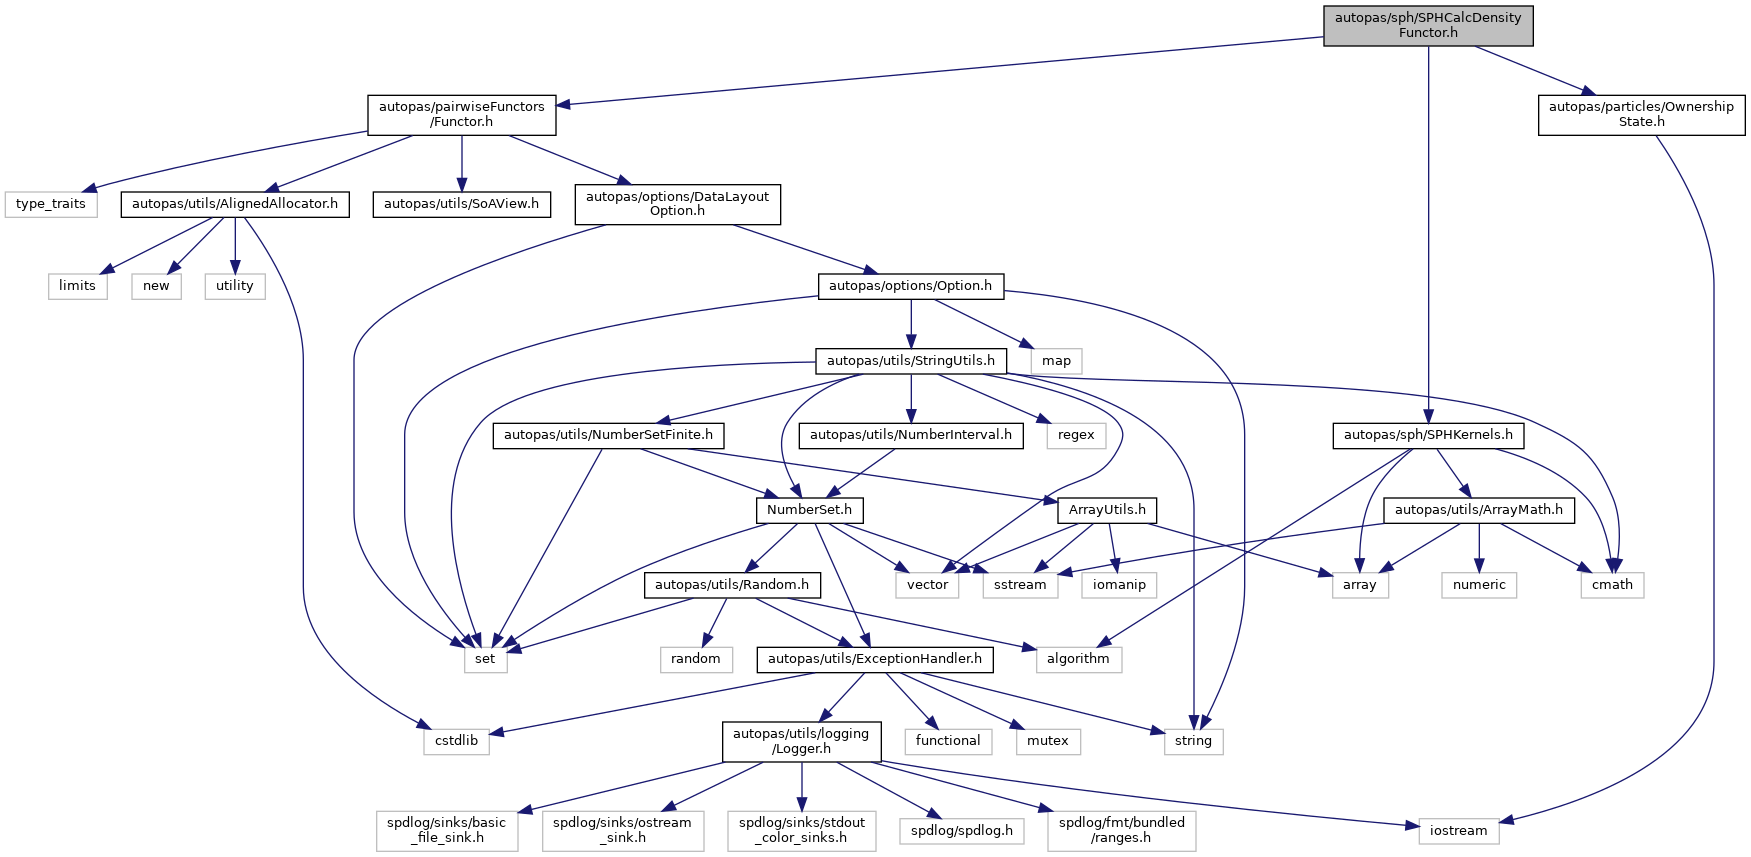 autopas/sph/SPHCalcDensity
Functor.h
autopas/pairwiseFunctors
/Functor.h
autopas/particles/Ownership
State.h
type_traits
autopas/utils/AlignedAllocator.h
autopas/utils/SoAView.h
autopas/options/DataLayout
Option.h
limits
new
utility
autopas/options/Option.h
autopas/utils/StringUtils.h
map
autopas/utils/NumberSetFinite.h
autopas/utils/NumberInterval.h
regex
autopas/sph/SPHKernels.h
NumberSet.h
ArrayUtils.h
autopas/utils/ArrayMath.h
autopas/utils/Random.h
vector
sstream
iomanip
array
numeric
cmath
set
random
autopas/utils/ExceptionHandler.h
algorithm
cstdlib
autopas/utils/logging
/Logger.h
functional
mutex
string
spdlog/sinks/basic
_file_sink.h
spdlog/sinks/ostream
_sink.h
spdlog/sinks/stdout
_color_sinks.h
spdlog/spdlog.h
spdlog/fmt/bundled
/ranges.h
iostream